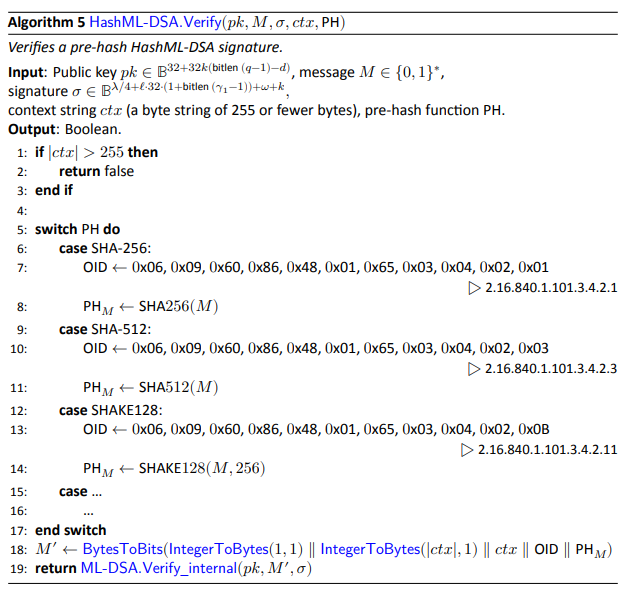 Algorithm 5 HashML-DSA.Verify(pk, M, σ, ctx, PH)
Verifies a pre-hash HashML-DSA signature.
Input: Public key pk ∈ 𝔹^{32+32k(bitlen (q−1)−d)}, message M ∈ {0, 1}*,
signature σ ∈ 𝔹^{λ/4+ℓ·32·(1+bitlen (γ₁−1))+ω+k},
context string ctx (a byte string of 255 or fewer bytes), pre-hash function PH.
Output: Boolean.
1: if |ctx| > 255 then
2: return false
3: end if
4:
5: switch PH do
6: case SHA-256:
7: OID ← 0x06, 0x09, 0x60, 0x86, 0x48, 0x01, 0x65, 0x03, 0x04, 0x02, 0x01
▷ 2.16.840.1.101.3.4.2.1
8: PH_M ← SHA256(M)
9: case SHA-512:
10: OID ← 0x06, 0x09, 0x60, 0x86, 0x48, 0x01, 0x65, 0x03, 0x04, 0x02, 0x03
▷ 2.16.840.1.101.3.4.2.3
11: PH_M ← SHA512(M)
12: case SHAKE128:
13: OID ← 0x06, 0x09, 0x60, 0x86, 0x48, 0x01, 0x65, 0x03, 0x04, 0x02, 0x0B
▷ 2.16.840.1.101.3.4.2.11
14: PH_M ← SHAKE128(M, 256)
15: case ...
16: ...
17: end switch
18: M′ ← BytesToBits(IntegerToBytes(1, 1) ∥ IntegerToBytes(|ctx|, 1) ∥ ctx ∥ OID ∥ PH_M)
19: return ML-DSA.Verify_internal(pk, M′, σ)